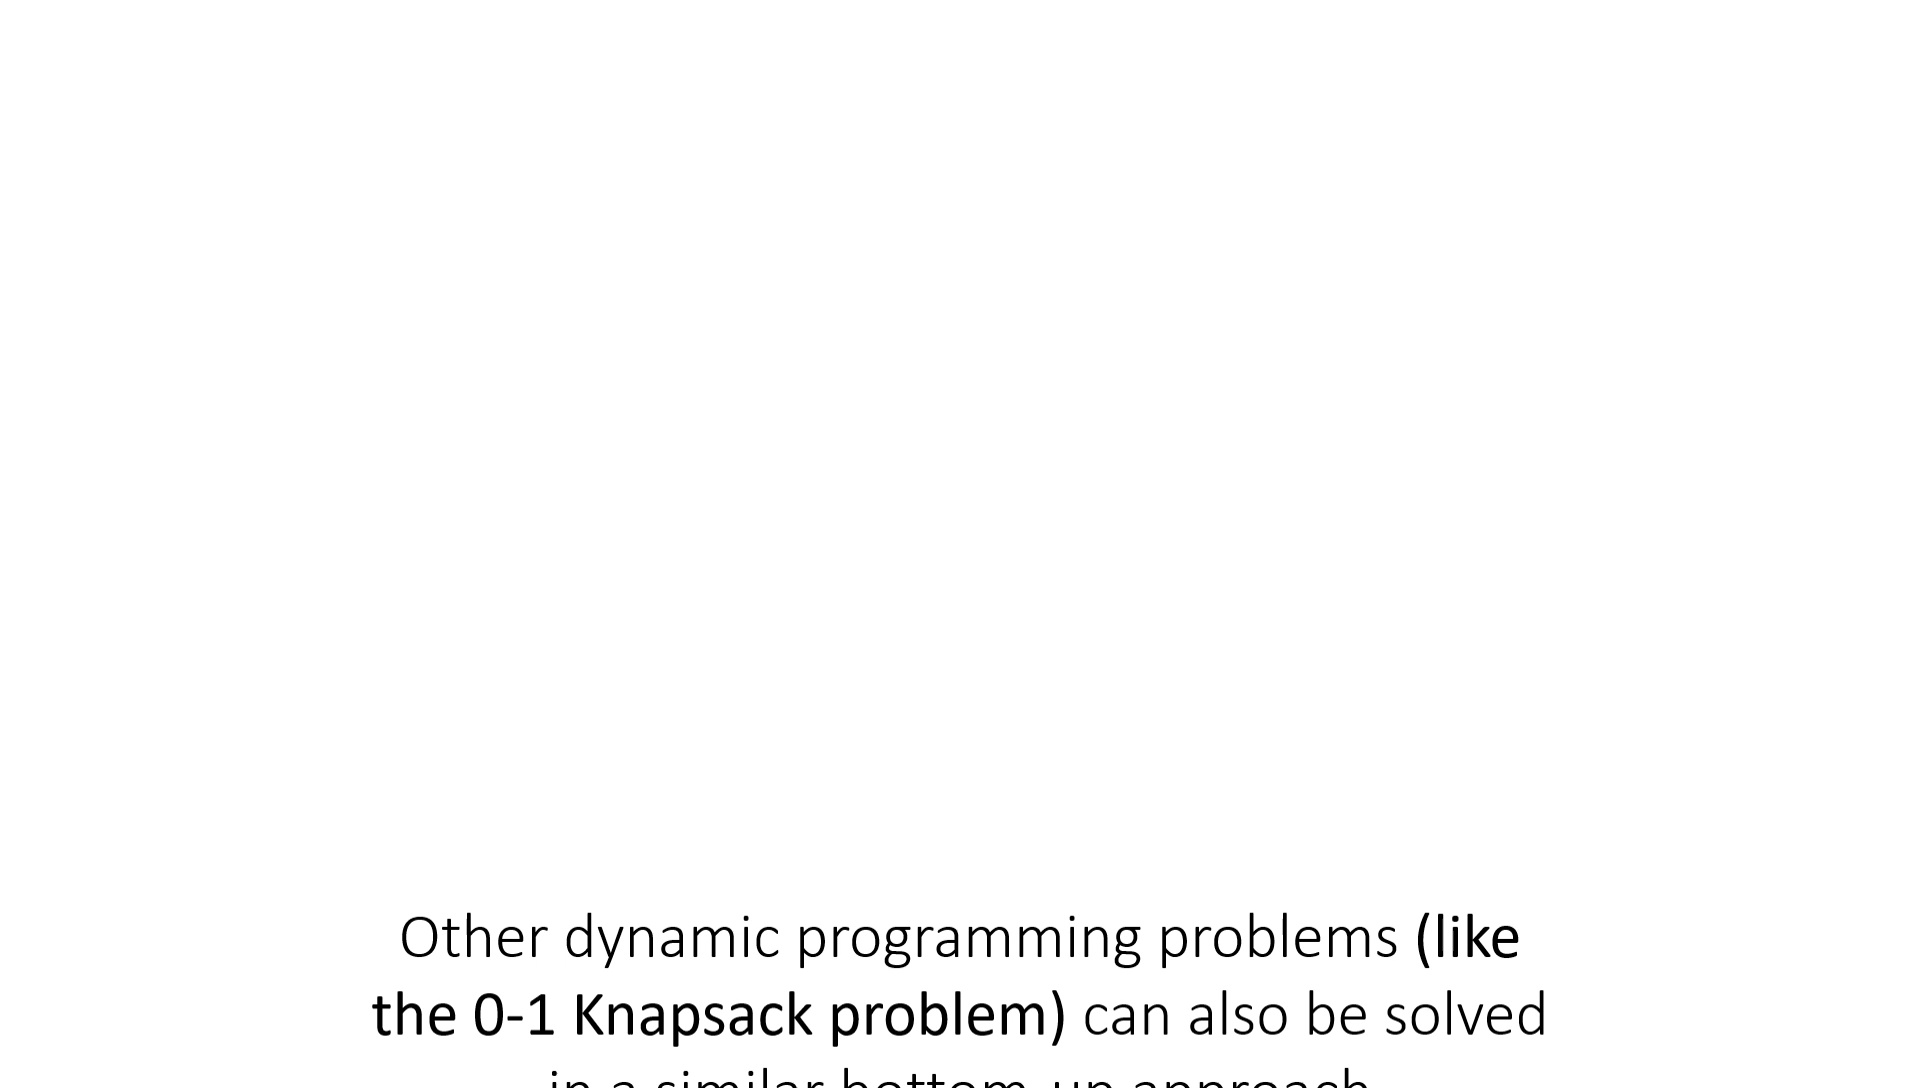 Other dynamic programming problems (like
the 0-1 Knapsack problem) can also be solved
in a similar bottom-up approach